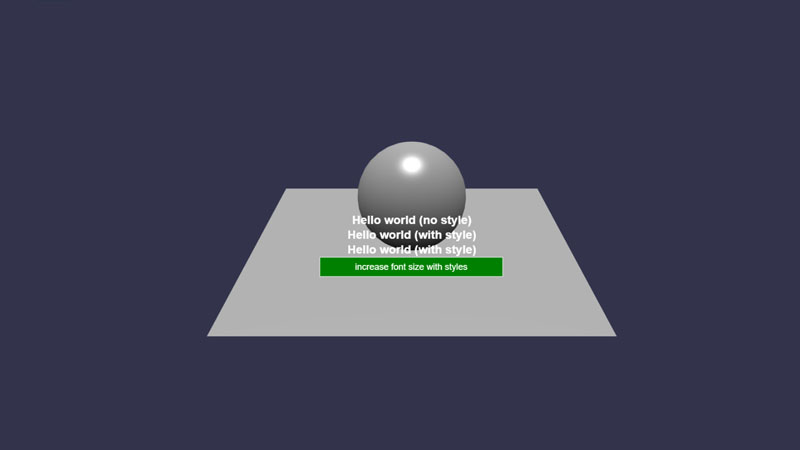 Hello world (no style)
Hello world (with style)
Hello world (with style)
increase font size with styles